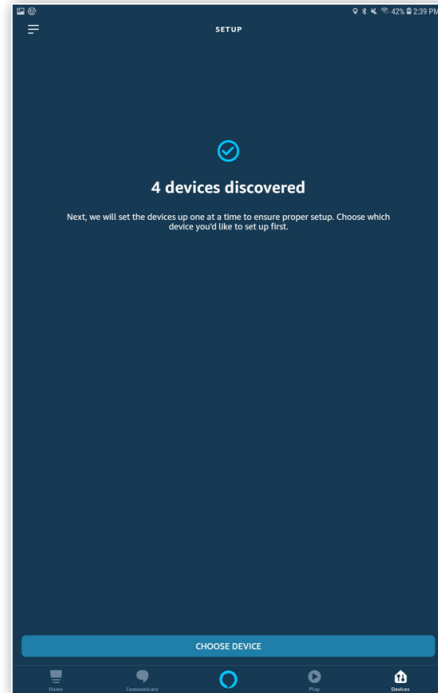 42% 2:39 PM
SETUP
4 devices discovered
Next, we will set the devices up one at a time to ensure proper setup. Choose which
device you'd like to set up first.
CHOOSE DEVICE
Home Communicate Play Devices